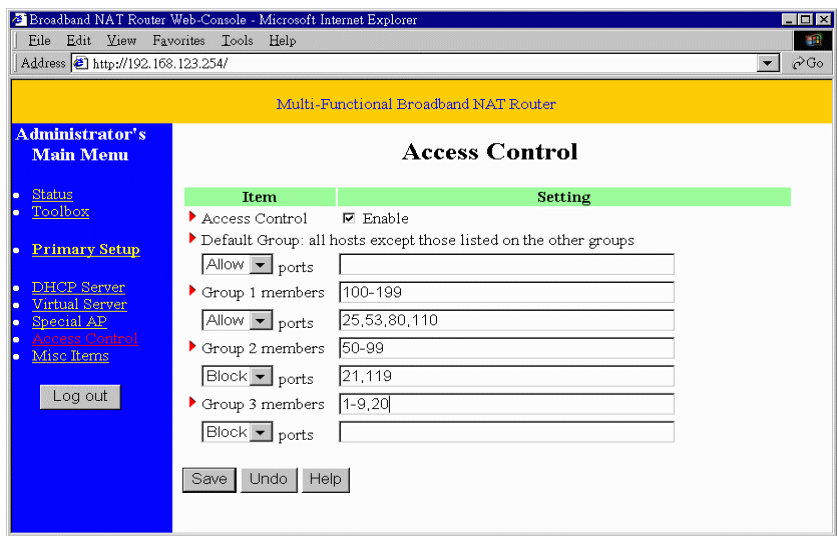 Broadband NAT Router Web-Console - Microsoft Internet Explorer
File Edit View Favorites Tools Help
Address http://192.168.123.254/ Go
Multi-Functional Broadband NAT Router
Administrator's
Main Menu
Status
Toolbox
Primary Setup
DHCP Server
Virtual Server
Special AP
Access Control
Misc Items
Log out
Access Control
Item Setting
Access Control Enable
Default Group: all hosts except those listed on the other groups
Allow ports
Group 1 members 100-199
Allow ports 25,53,80,110
Group 2 members 50-99
Block ports 21,119
Group 3 members 1-9,20
Block ports
Save Undo Help